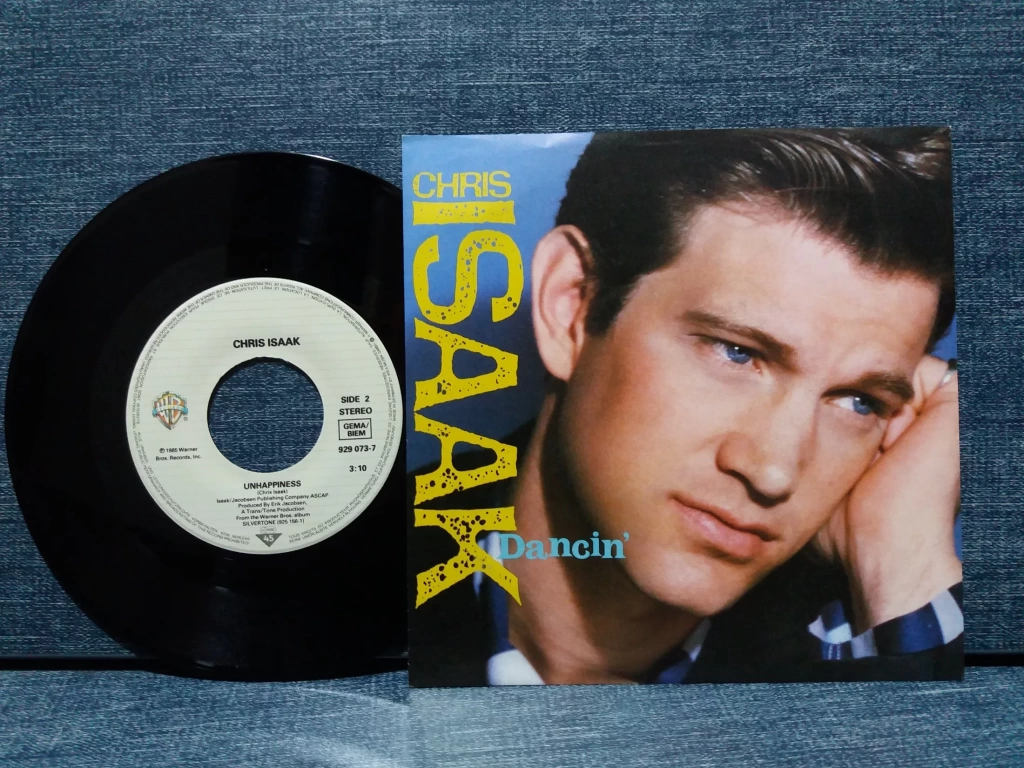 CHRIS ISAAK
SIDE 2
STEREO
GEMA/
BIEM
929 073-7
℗ 1985 Warner
Bros. Records, Inc.
3:10
UNHAPPINESS
(Chris Isaak)
Isaak/Jacobsen Publishing Company ASCAP
Produced By Erik Jacobsen,
A Trans/Tone Production
From the Warner Bros. album
SILVERTONE (925 156-1)
45
CHRIS
ISAAK
Dancin'